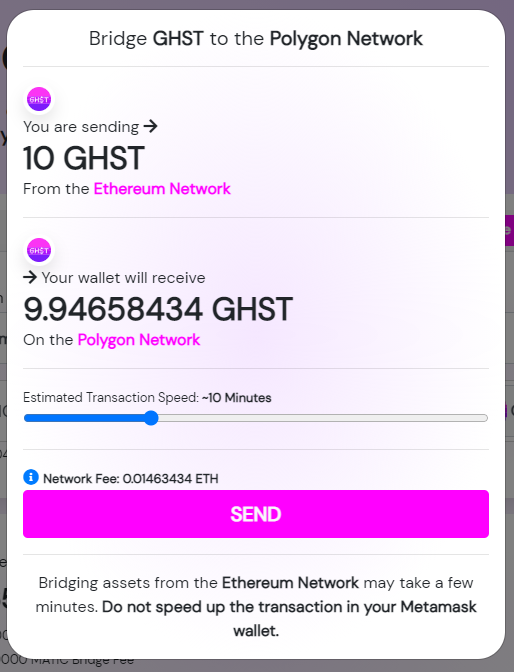 Bridge GHST to the Polygon Network
GHST
You are sending →
10 GHST
From the Ethereum Network
GHST
→ Your wallet will receive
9.94658434 GHST
On the Polygon Network
Estimated Transaction Speed: ~10 Minutes
Network Fee: 0.01463434 ETH
SEND
Bridging assets from the Ethereum Network may take a few
minutes. Do not speed up the transaction in your Metamask
wallet.
MATIC Bridge Fee